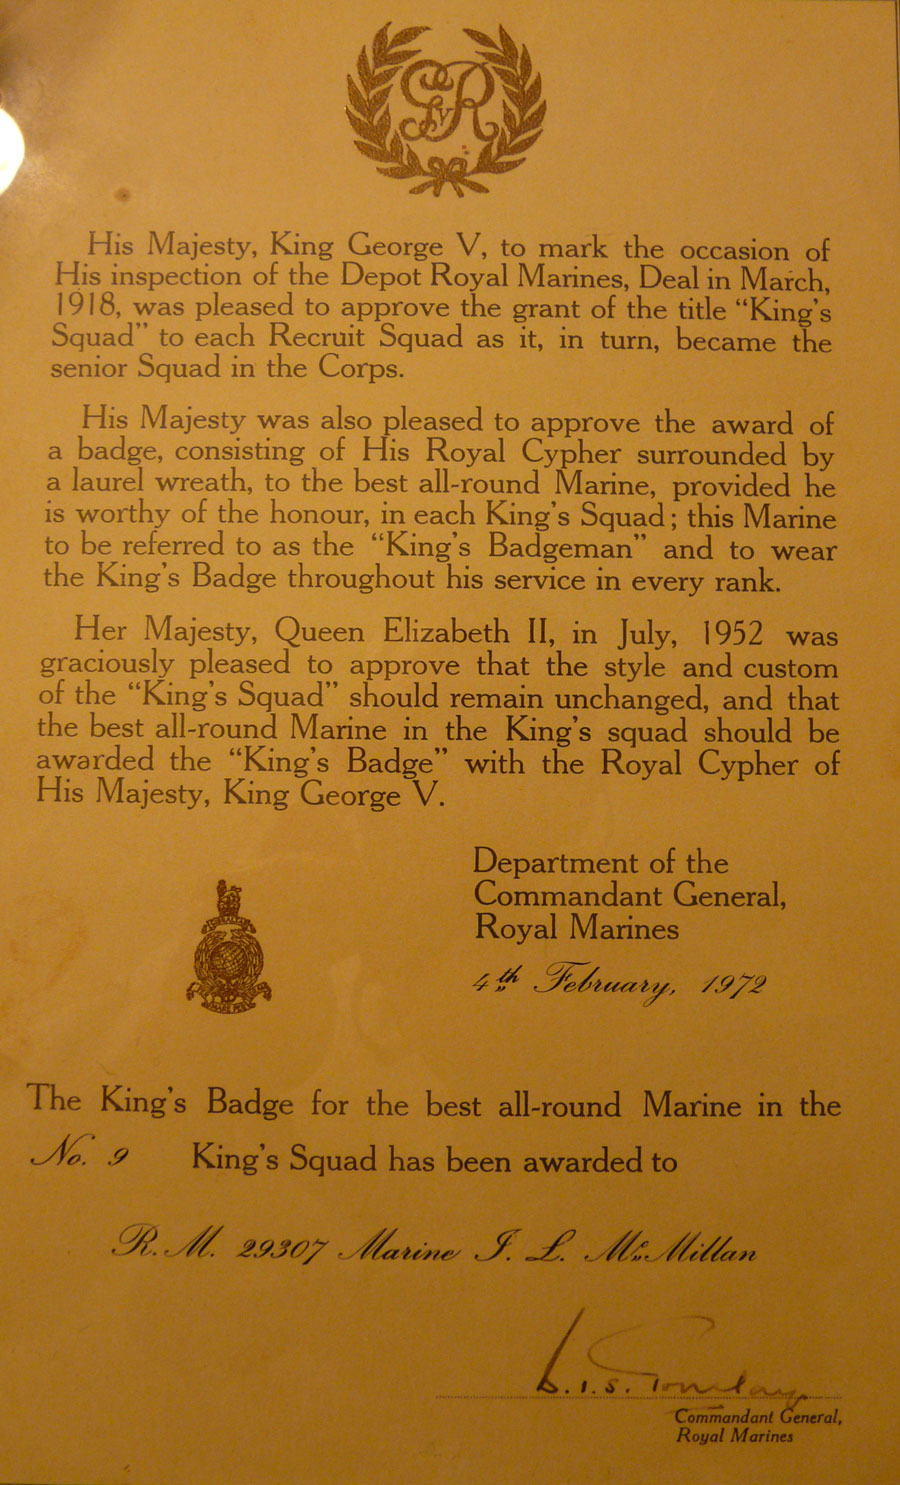 GvR
His Majesty, King George V, to mark the occasion of
His inspection of the Depot Royal Marines, Deal in March,
1918, was pleased to approve the grant of the title “King's
Squad” to each Recruit Squad as it, in turn, became the
senior Squad in the Corps.
His Majesty was also pleased to approve the award of
a badge, consisting of His Royal Cypher surrounded by
a laurel wreath, to the best all-round Marine, provided he
is worthy of the honour, in each King's Squad; this Marine
to be referred to as the “King's Badgeman” and to wear
the King's Badge throughout his service in every rank.
Her Majesty, Queen Elizabeth II, in July, 1952 was
graciously pleased to approve that the style and custom
of the “King's Squad” should remain unchanged, and that
the best all-round Marine in the King's squad should be
awarded the “King's Badge” with the Royal Cypher of
His Majesty, King George V.
Department of the
Commandant General,
Royal Marines
4th February, 1972
The King's Badge for the best all-round Marine in the
No. 9 King's Squad has been awarded to
R.M. 29307 Marine I. L. McMillan
Commandant General,
Royal Marines